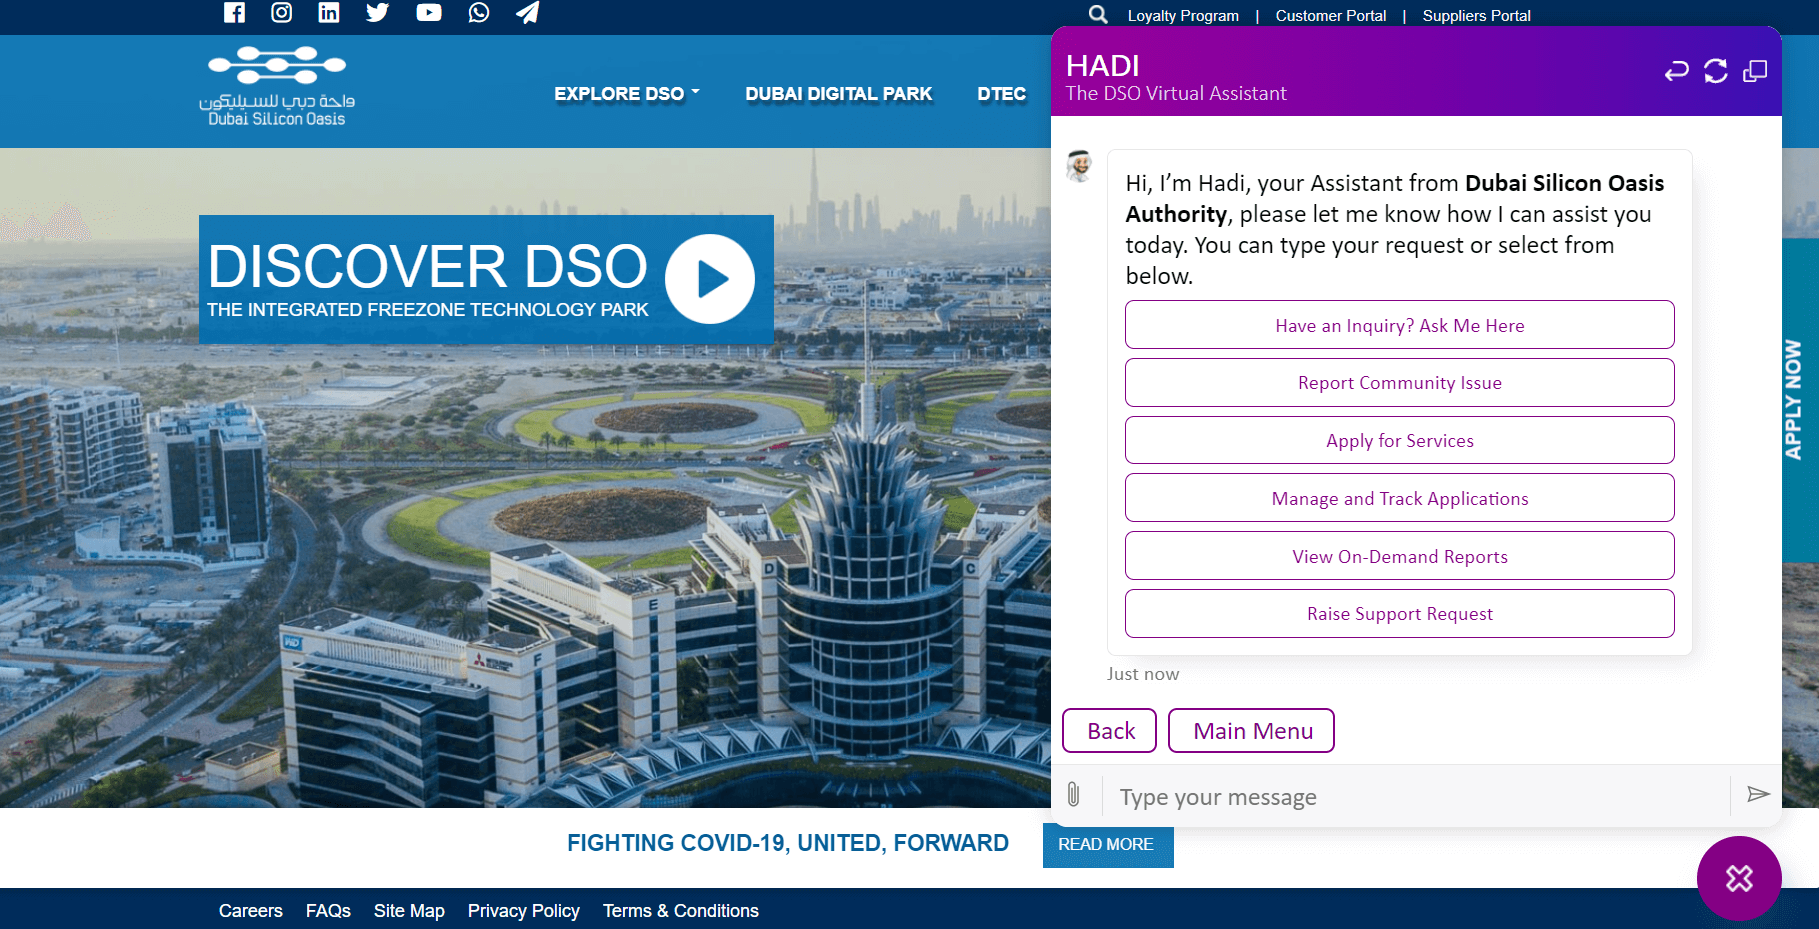 Loyalty Program | Customer Portal | Suppliers Portal
واحة دبي للسيليكون
Dubai Silicon Oasis
EXPLORE DSO
DUBAI DIGITAL PARK
DTEC
DISCOVER DSO
THE INTEGRATED FREEZONE TECHNOLOGY PARK
E
D
C
F
WD
MITSUBISHI
ELECTRIC
HADI
The DSO Virtual Assistant
Hi, I’m Hadi, your Assistant from Dubai Silicon Oasis
Authority, please let me know how I can assist you
today. You can type your request or select from
below.
Have an Inquiry? Ask Me Here
Report Community Issue
Apply for Services
Manage and Track Applications
View On-Demand Reports
Raise Support Request
Just now
Back
Main Menu
Type your message
APPLY NOW
FIGHTING COVID-19, UNITED, FORWARD
READ MORE
Careers
FAQs
Site Map
Privacy Policy
Terms & Conditions